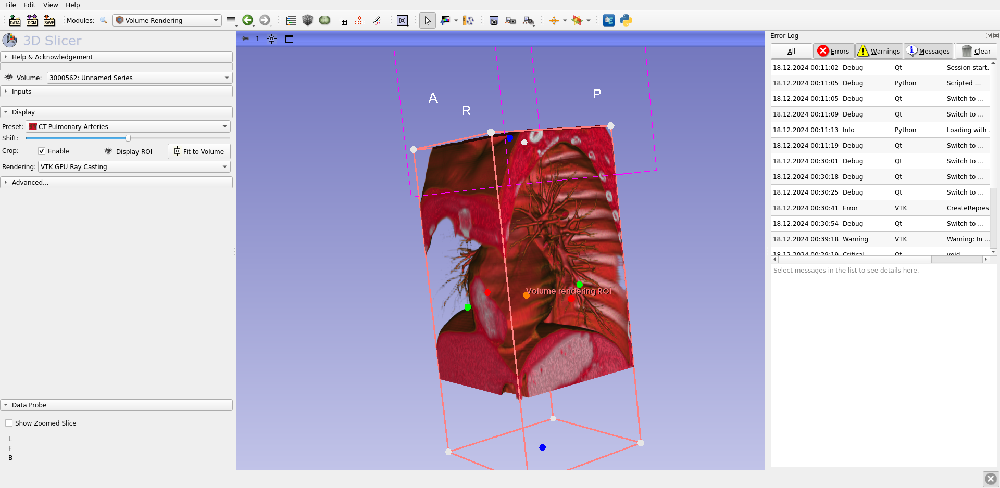 File Edit View Help
DATA DCM SAVE Modules: Volume Rendering
3D Slicer
Help & Acknowledgement
Volume: 3000562: Unnamed Series
Inputs
Display
Preset: CT-Pulmonary-Arteries
Shift:
Crop: Enable Display ROI Fit to Volume
Rendering: VTK GPU Ray Casting
Advanced...
Data Probe
Show Zoomed Slice
L
F
B
1
A
P
R
Volume rendering ROI
Error Log
All Errors Warnings Messages Clear
18.12.2024 00:11:02 Debug Qt Session start.
18.12.2024 00:11:05 Debug Python Scripted ...
18.12.2024 00:11:05 Debug Qt Switch to ...
18.12.2024 00:11:09 Debug Qt Switch to ...
18.12.2024 00:11:13 Info Python Loading with
18.12.2024 00:11:19 Debug Qt Switch to ...
18.12.2024 00:30:01 Debug Qt Switch to ...
18.12.2024 00:30:18 Debug Qt Switch to ...
18.12.2024 00:30:25 Debug Qt Switch to ...
18.12.2024 00:30:41 Error VTK CreateRepres
18.12.2024 00:30:54 Debug Qt Switch to ...
18.12.2024 00:39:18 Warning VTK Warning: In ...
18.12.2024 00:39:19 Critical Qt void
Select messages in the list to see details here.